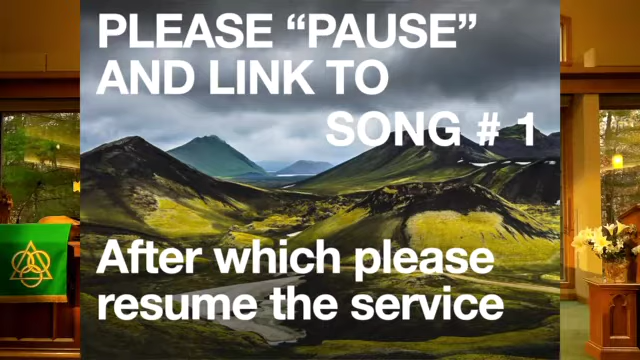 PLEASE “PAUSE”
AND LINK TO
SONG # 1
After which please
resume the service